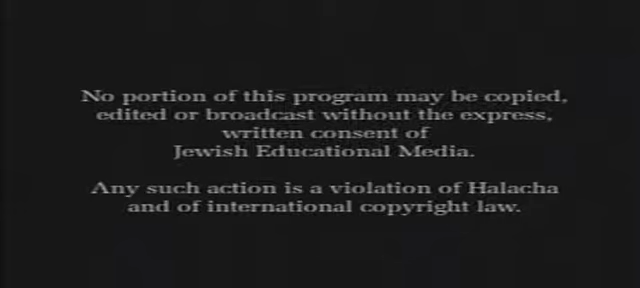 No portion of this program may be copied,
edited or broadcast without the express,
written consent of
Jewish Educational Media.
Any such action is a violation of Halacha
and of international copyright law.